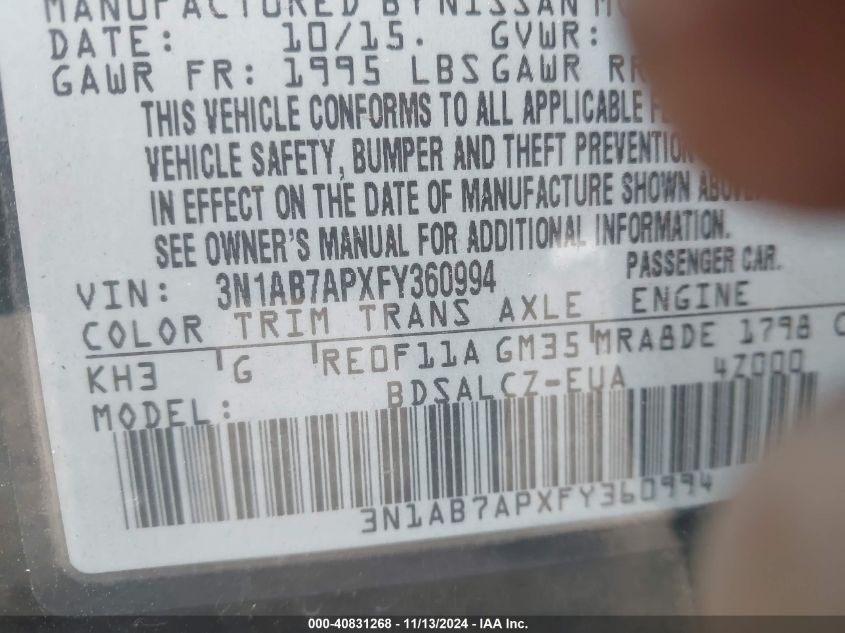 MANUFACTURED BY NISSAN
DATE: 10/15. GVWR:
GAWR FR: 1995 LBS GAWR RR
THIS VEHICLE CONFORMS TO ALL APPLICABLE
VEHICLE SAFETY, BUMPER AND THEFT PREVENTION
IN EFFECT ON THE DATE OF MANUFACTURE SHOWN ABOVE
SEE OWNER'S MANUAL FOR ADDITIONAL INFORMATION.
VIN: 3N1AB7APXFY360994 PASSENGER CAR.
COLOR TRIM TRANS AXLE ENGINE
KH3 G RE0F11A GM35 MRA8DE 1798
MODEL: BDSALCZ-EUA 4Z000
3N1AB7APXFY360994
000-40831268 - 11/13/2024 - IAA Inc.